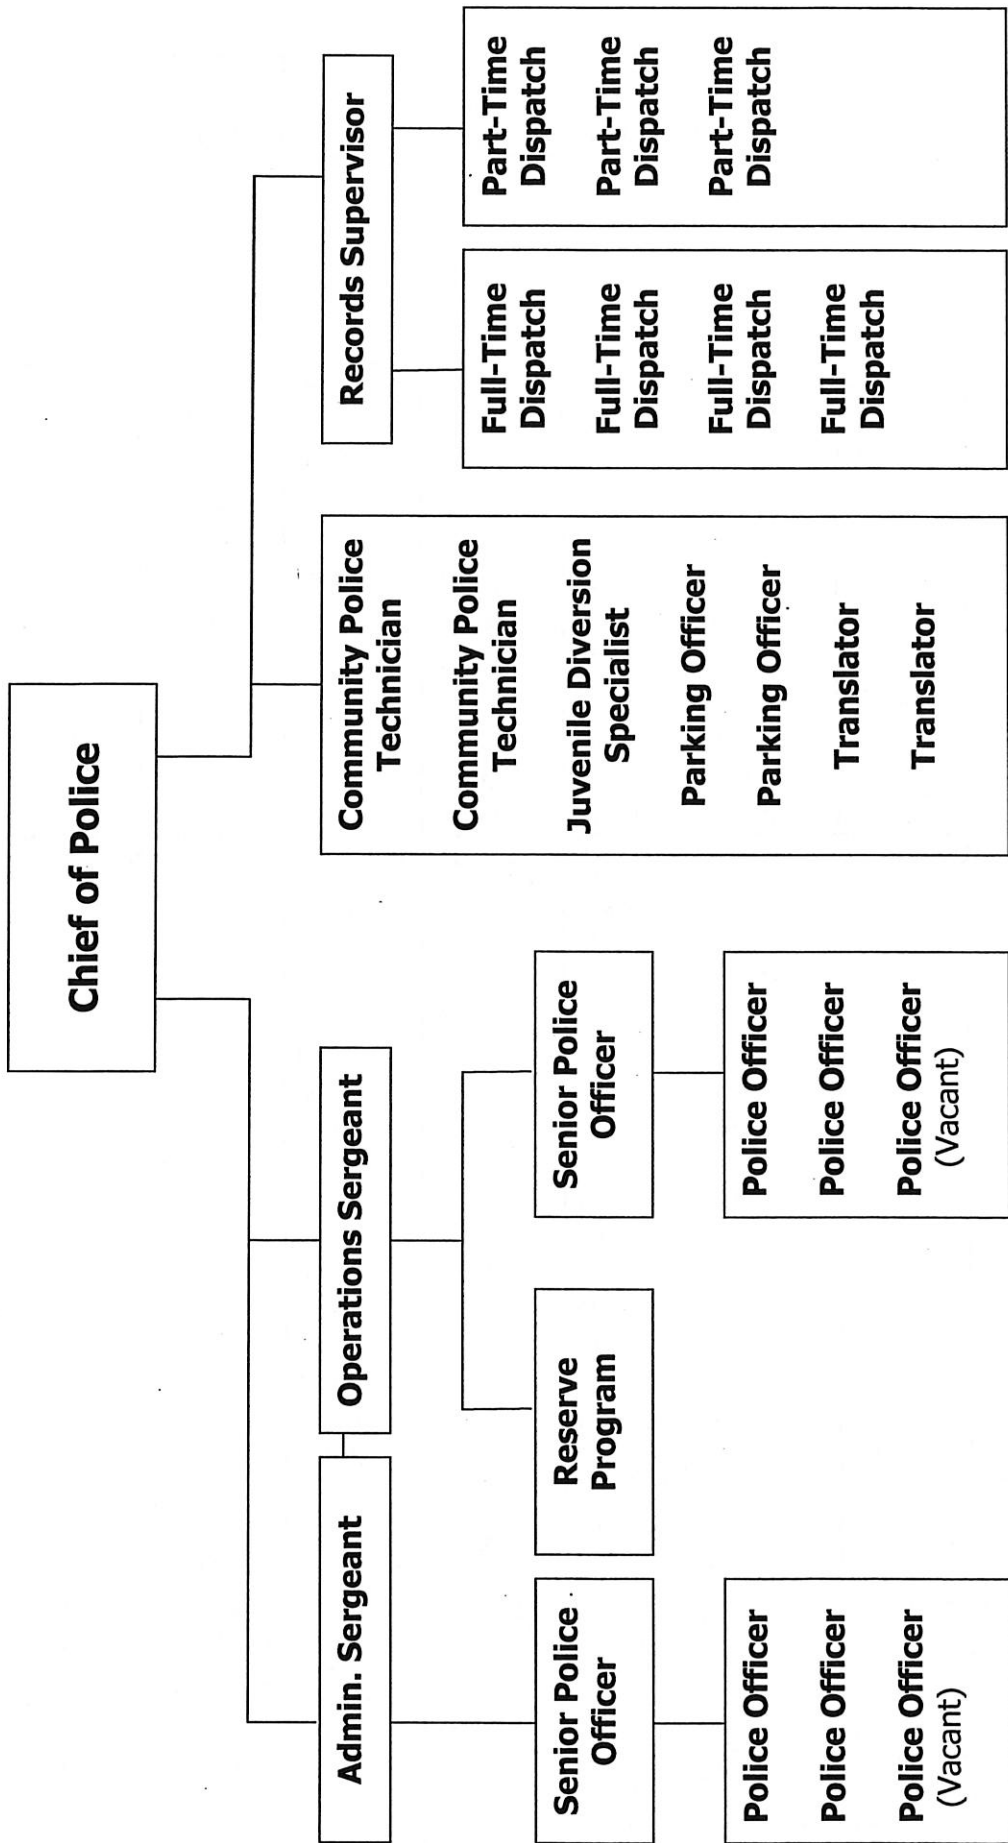 Chief of Police
Admin. Sergeant
Operations Sergeant
Records Supervisor
Senior Police
Officer
Reserve
Program
Senior Police
Officer
Police Officer
Police Officer
Police Officer
(Vacant)
Police Officer
Police Officer
Police Officer
(Vacant)
Community Police
Technician
Community Police
Technician
Juvenile Diversion
Specialist
Parking Officer
Parking Officer
Translator
Translator
Full-Time
Dispatch
Full-Time
Dispatch
Full-Time
Dispatch
Full-Time
Dispatch
Part-Time
Dispatch
Part-Time
Dispatch
Part-Time
Dispatch